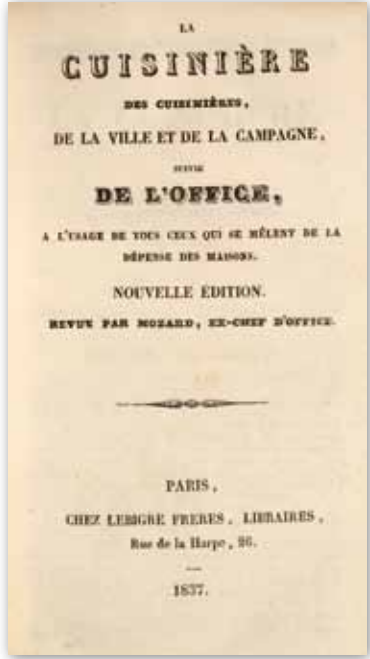 LA
CUISINIÈRE
DES CUISINIÈRES,
DE LA VILLE ET DE LA CAMPAGNE,
SUIVIE
DE L'OFFICE,
A L'USAGE DE TOUS CEUX QUI SE MÊLENT DE LA
DÉPENSE DES MAISONS.
NOUVELLE ÉDITION.
REVUE PAR MOZARD, EX-CHEF D'OFFICE.
PARIS,
CHEZ LEBIGRE FRERES, LIBRAIRES,
Rue de la Harpe, 26.
1837.